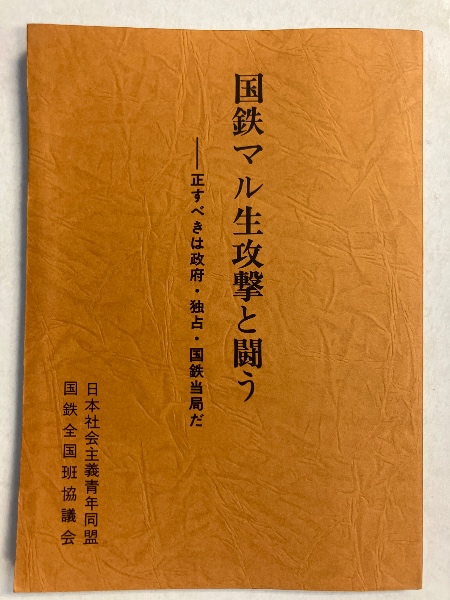 国鉄マル生攻撃と闘う
──正すべきは政府・独占・国鉄当局だ
日本社会主義青年同盟
国鉄全国班協議会